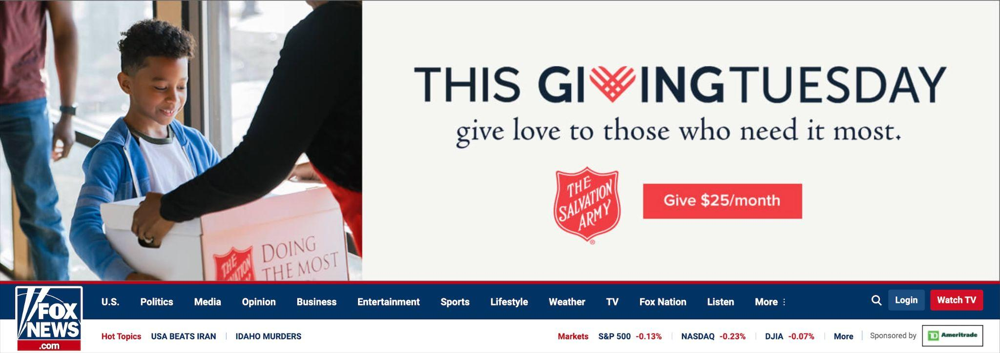 THIS GIVINGTUESDAY
give love to those who need it most.
THE
SALVATION
ARMY
®
Give $25/month
THE
DOING
THE MOST
FOX
NEWS
.com
U.S. Politics Media Opinion Business Entertainment Sports Lifestyle Weather TV Fox Nation Listen More Login Watch TV
Hot Topics USA BEATS IRAN IDAHO MURDERS Markets S&P 500 -0.13% NASDAQ -0.23% DJIA -0.07% More Sponsored by TD Ameritrade